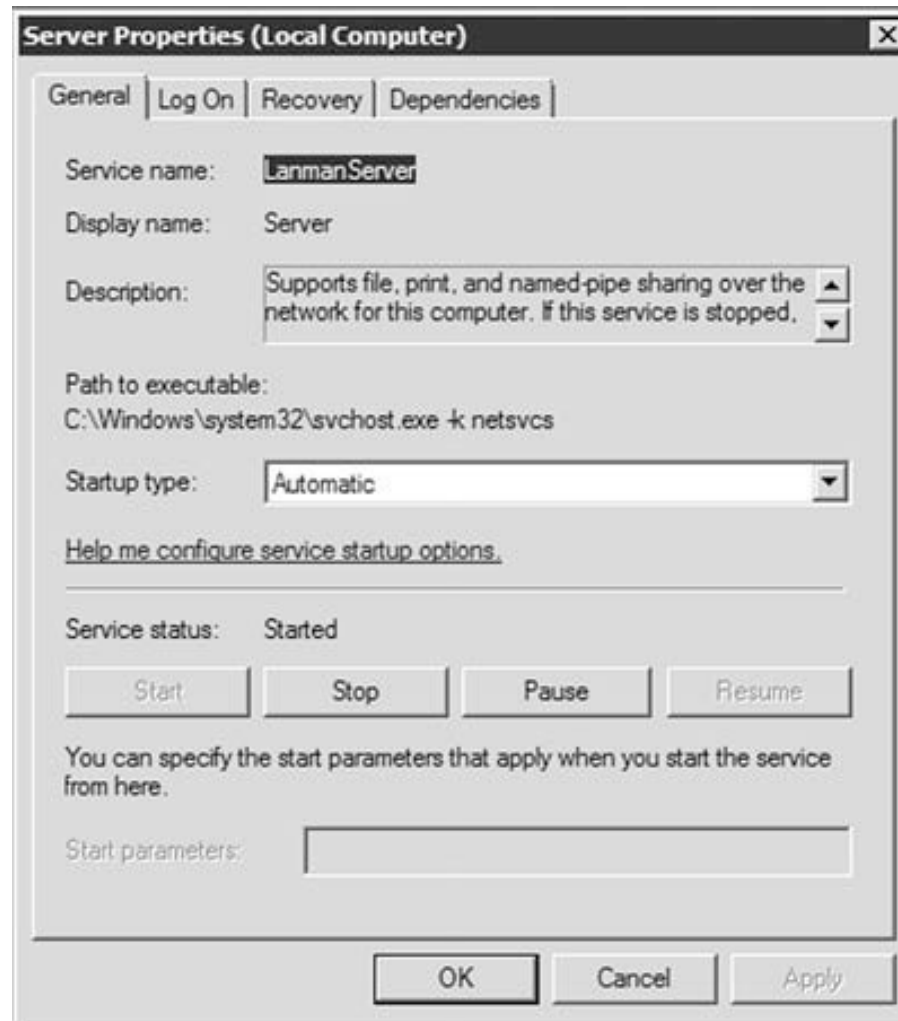 Server Properties (Local Computer)
General Log On Recovery Dependencies
Service name: LanmanServer
Display name: Server
Description: Supports file, print, and named-pipe sharing over the
network for this computer. If this service is stopped,
Path to executable:
C:\Windows\system32\svchost.exe -k netsvcs
Startup type: Automatic
Help me configure service startup options.
Service status: Started
Start Stop Pause Resume
You can specify the start parameters that apply when you start the service
from here.
Start parameters:
OK Cancel Apply